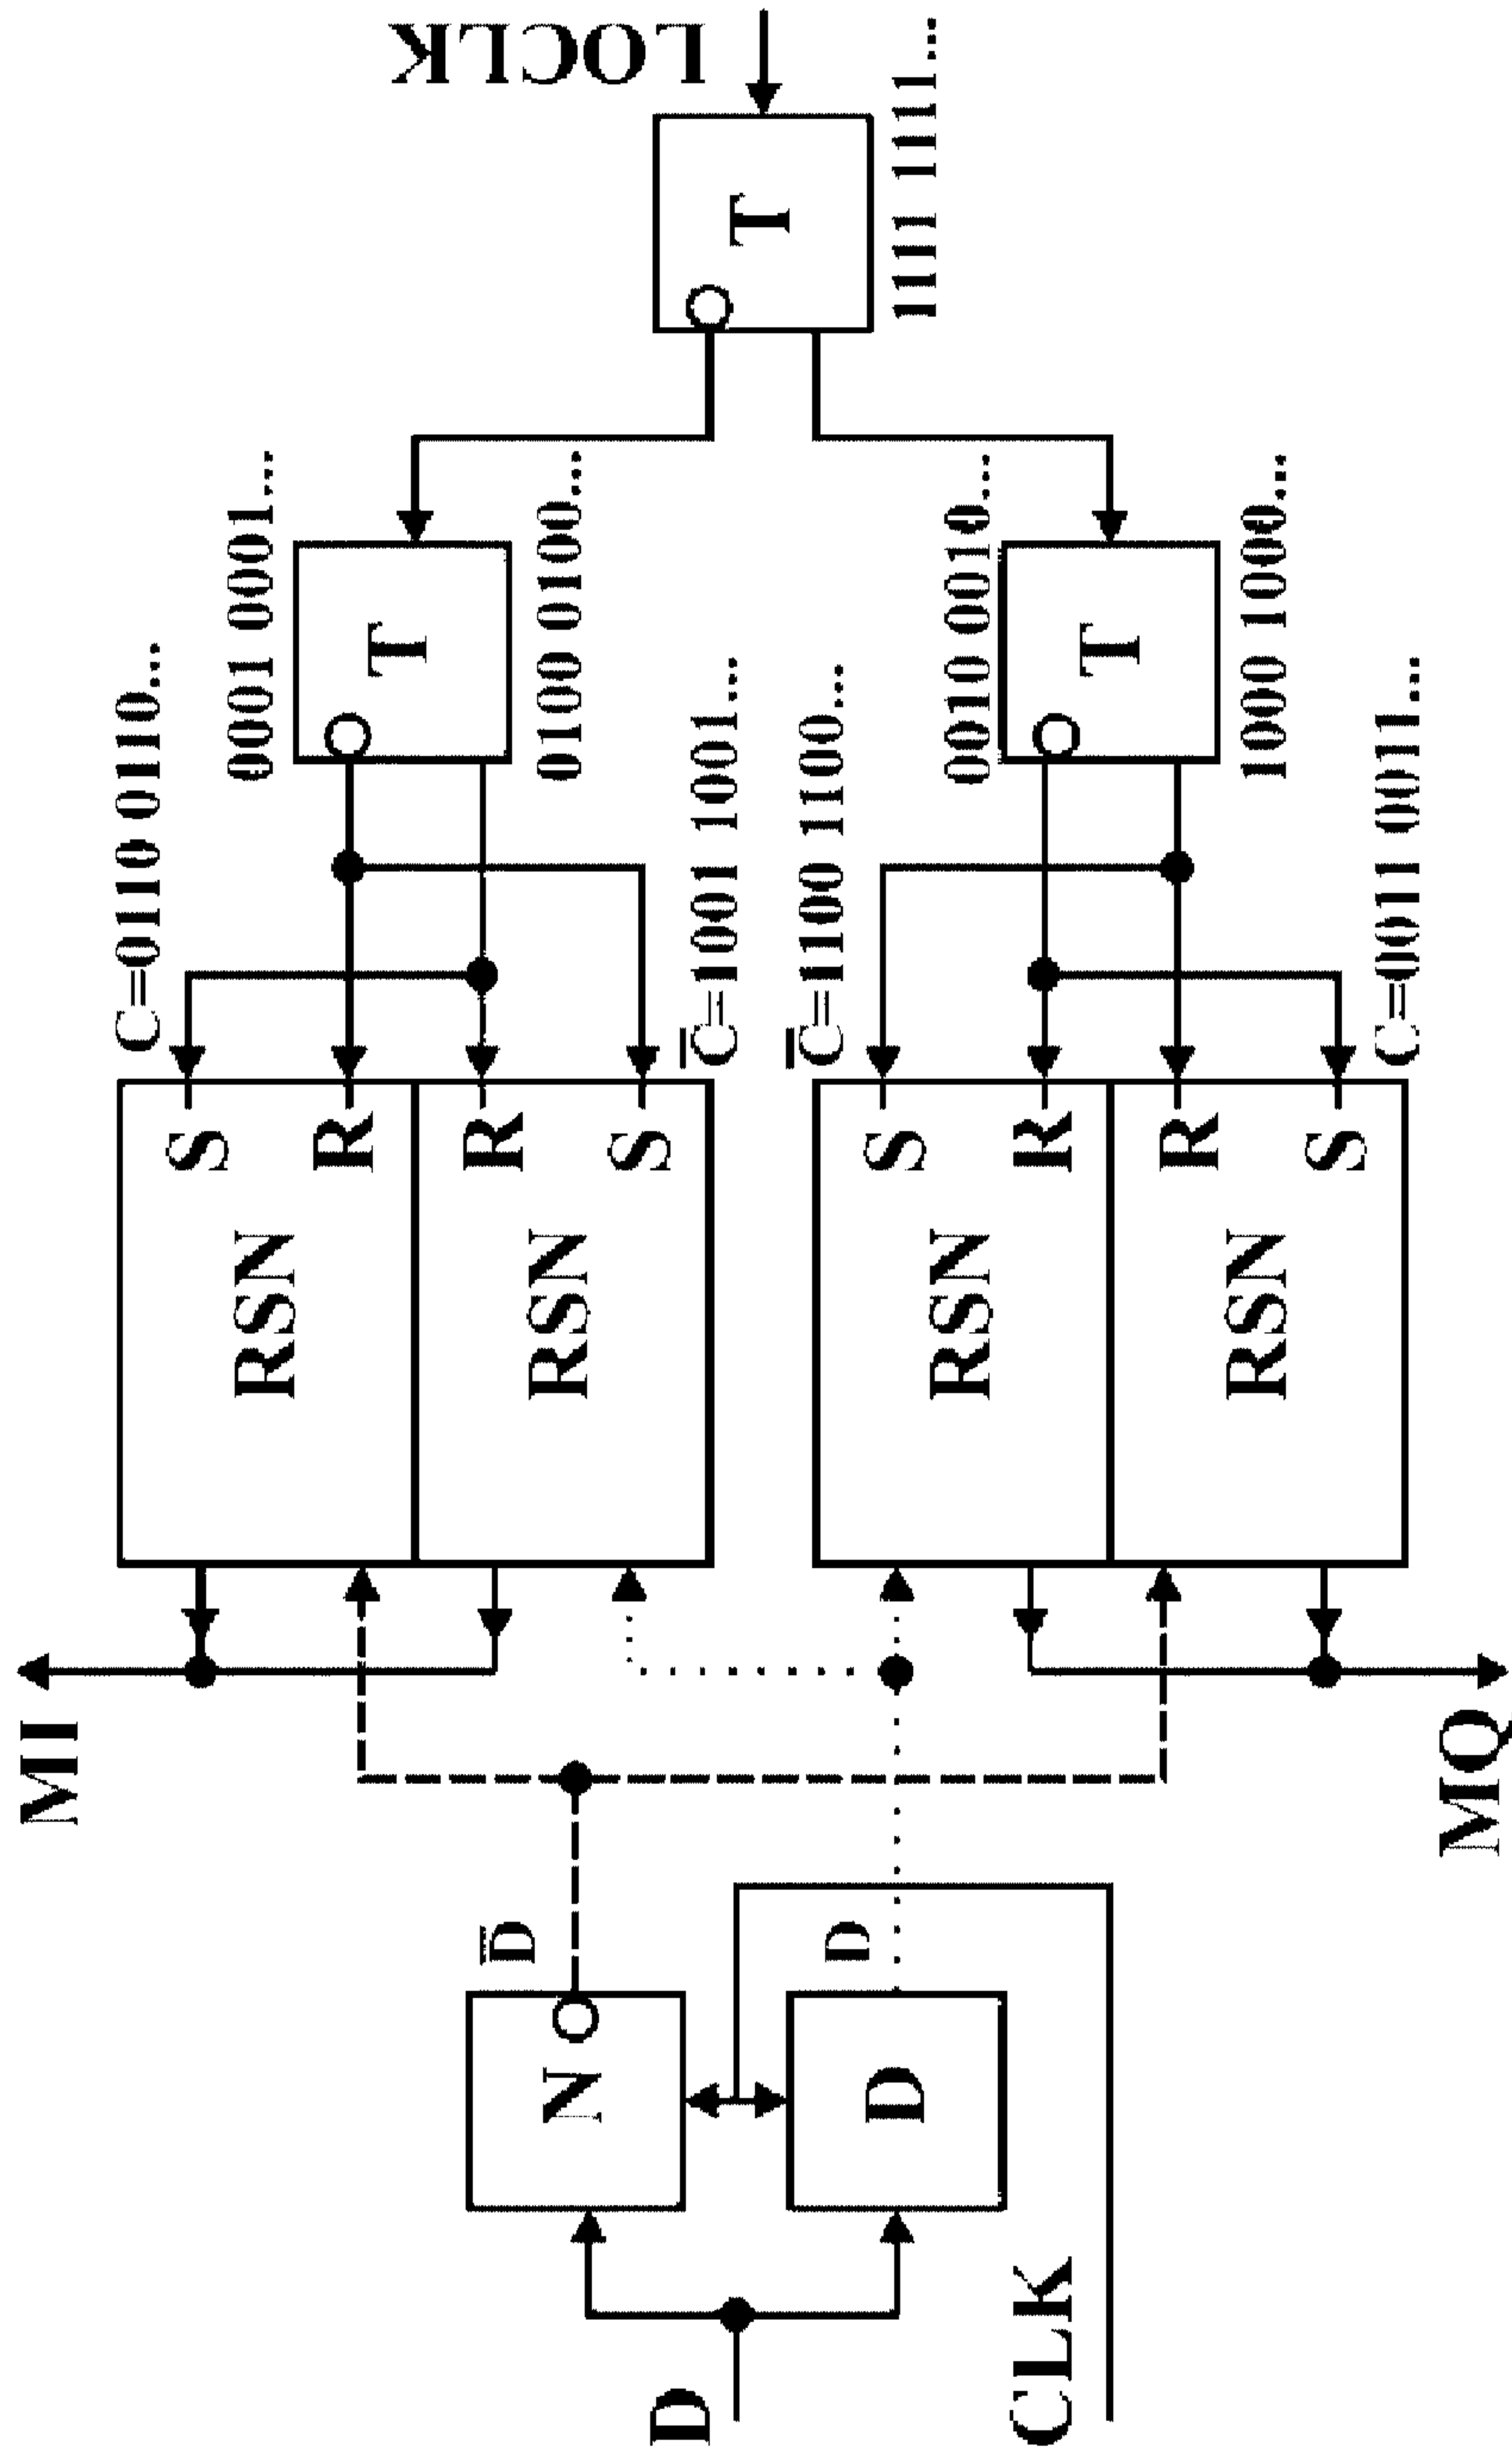 LOCLK
T
1111 1111...
0001 0001...
T
0100 0100...
0010 0010...
T
1000 1000...
C=0110 0110...
C̅=1001 1001...
C̅=1100 1100...
C=0011 0011...
S
R
R
S
S
R
R
S
RSN
RSN
RSN
RSN
MI
MQ
D̅
D
N
D
D
CLK